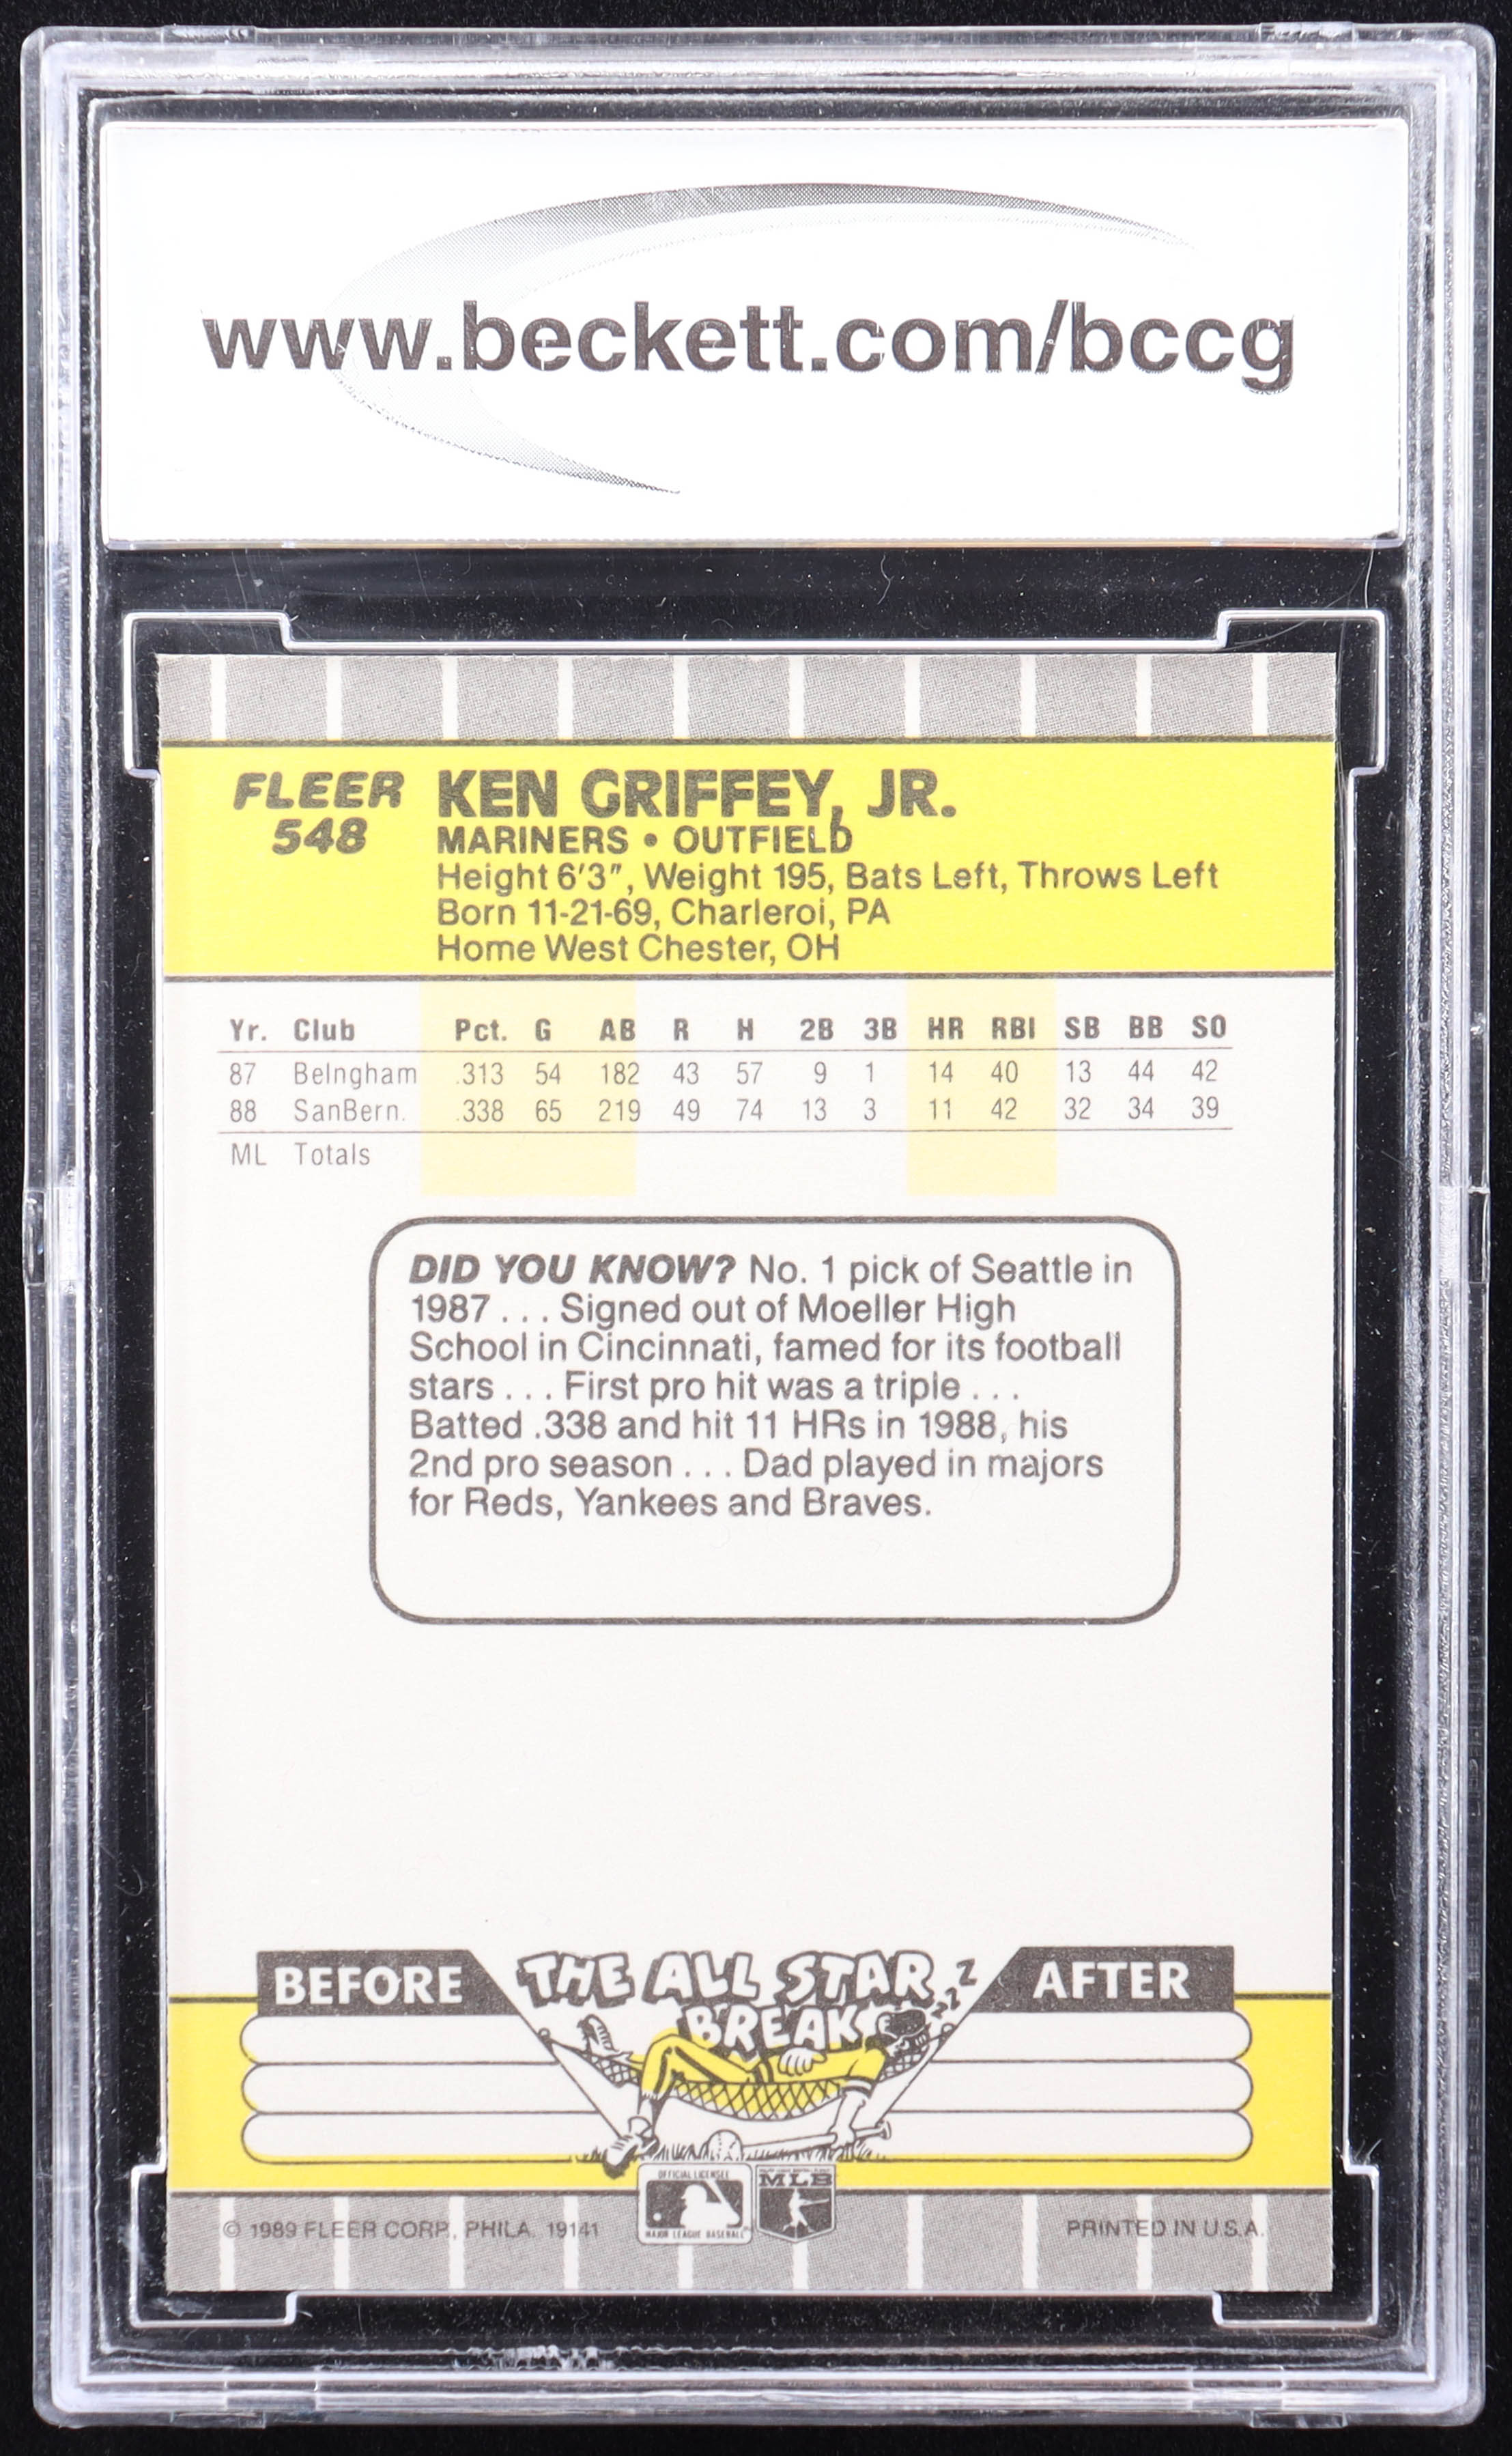 www.beckett.com/bccg
FLEER KEN GRIFFEY, JR.
548 MARINERS • OUTFIELD
Height 6'3", Weight 195, Bats Left, Throws Left
Born 11-21-69, Charleroi, PA
Home West Chester, OH
Yr. Club Pct. G AB R H 2B 3B HR RBI SB BB SO
87 Belngham .313 54 182 43 57 9 1 14 40 13 44 42
88 SanBern. .338 65 219 49 74 13 3 11 42 32 34 39
ML Totals
DID YOU KNOW? No. 1 pick of Seattle in
1987 . . . Signed out of Moeller High
School in Cincinnati, famed for its football
stars . . . First pro hit was a triple . . .
Batted .338 and hit 11 HRs in 1988, his
2nd pro season . . . Dad played in majors
for Reds, Yankees and Braves.
BEFORE THE ALL STAR BREAK AFTER
zzzz
OFFICIAL LICENSEE
MAJOR LEAGUE BASEBALL
MLB
© 1989 FLEER CORP., PHILA. 19141 PRINTED IN U.S.A.